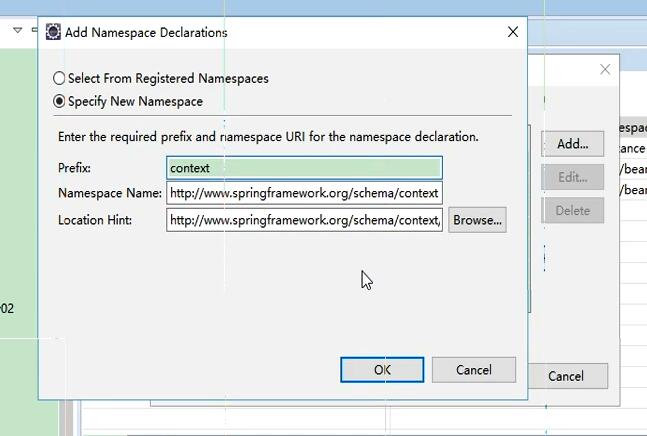 Add Namespace Declarations
Select From Registered Namespaces
Specify New Namespace
Enter the required prefix and namespace URI for the namespace declaration.
Prefix: context
Namespace Name: http://www.springframework.org/schema/context
Location Hint: http://www.springframework.org/schema/context, Browse...
OK Cancel
Add...
Edit...
Delete
Cancel
espac
tance
/bear
/bear
02